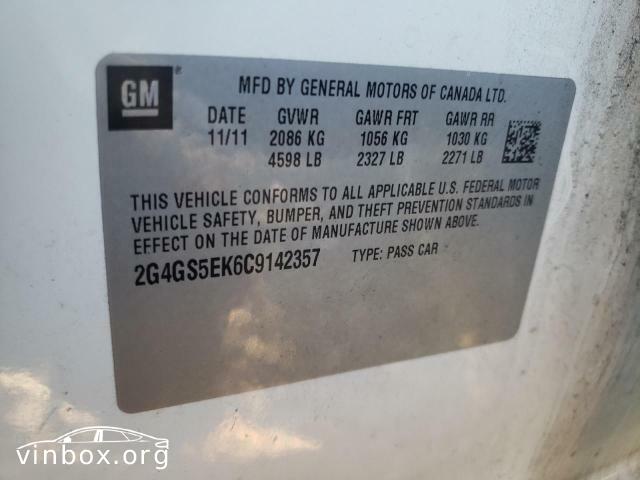 GM ®
MFD BY GENERAL MOTORS OF CANADA LTD.
DATE GVWR GAWR FRT GAWR RR
11/11 2086 KG 1056 KG 1030 KG
4598 LB 2327 LB 2271 LB
THIS VEHICLE CONFORMS TO ALL APPLICABLE U.S. FEDERAL MOTOR
VEHICLE SAFETY, BUMPER, AND THEFT PREVENTION STANDARDS IN
EFFECT ON THE DATE OF MANUFACTURE SHOWN ABOVE.
2G4GS5EK6C9142357 TYPE: PASS CAR
vinbox.org